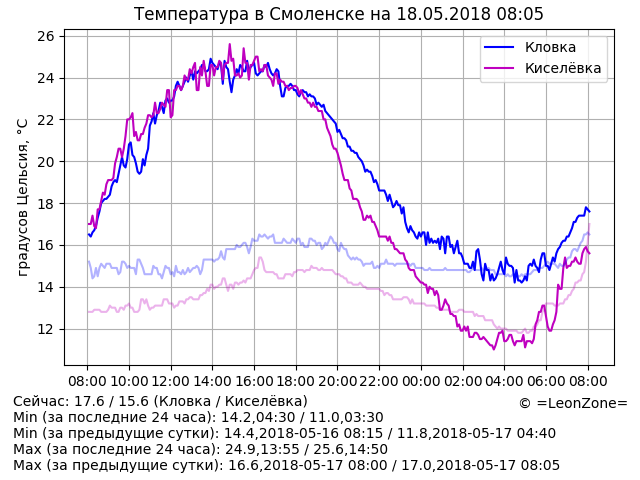 Температура в Смоленске на 18.05.2018 08:05
градусов Цельсия, °C
26
24
22
20
18
16
14
12
Кловка
Киселёвка
08:00 10:00 12:00 14:00 16:00 18:00 20:00 22:00 00:00 02:00 04:00 06:00 08:00
Сейчас: 17.6 / 15.6 (Кловка / Киселёвка)
© =LeonZone=
Min (за последние 24 часа): 14.2,04:30 / 11.0,03:30
Min (за предыдущие сутки): 14.4,2018-05-16 08:15 / 11.8,2018-05-17 04:40
Max (за последние 24 часа): 24.9,13:55 / 25.6,14:50
Max (за предыдущие сутки): 16.6,2018-05-17 08:00 / 17.0,2018-05-17 08:05